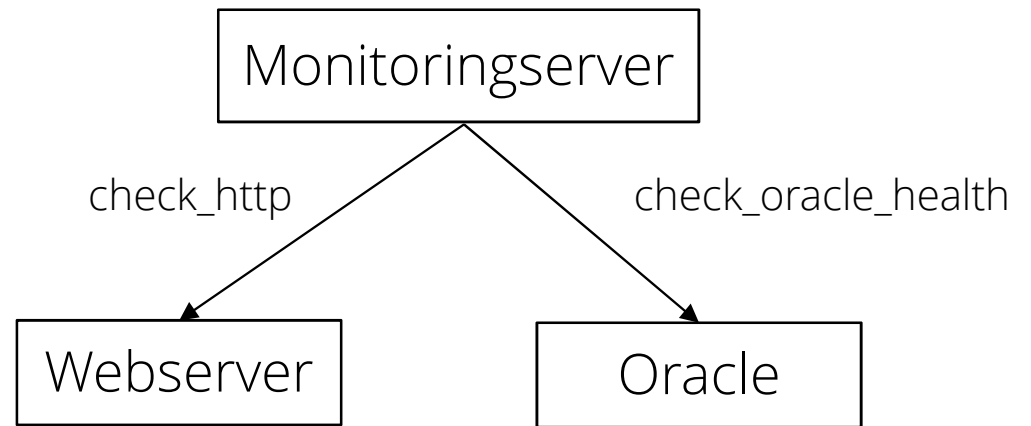 Monitoringserver
check_http
check_oracle_health
Webserver
Oracle